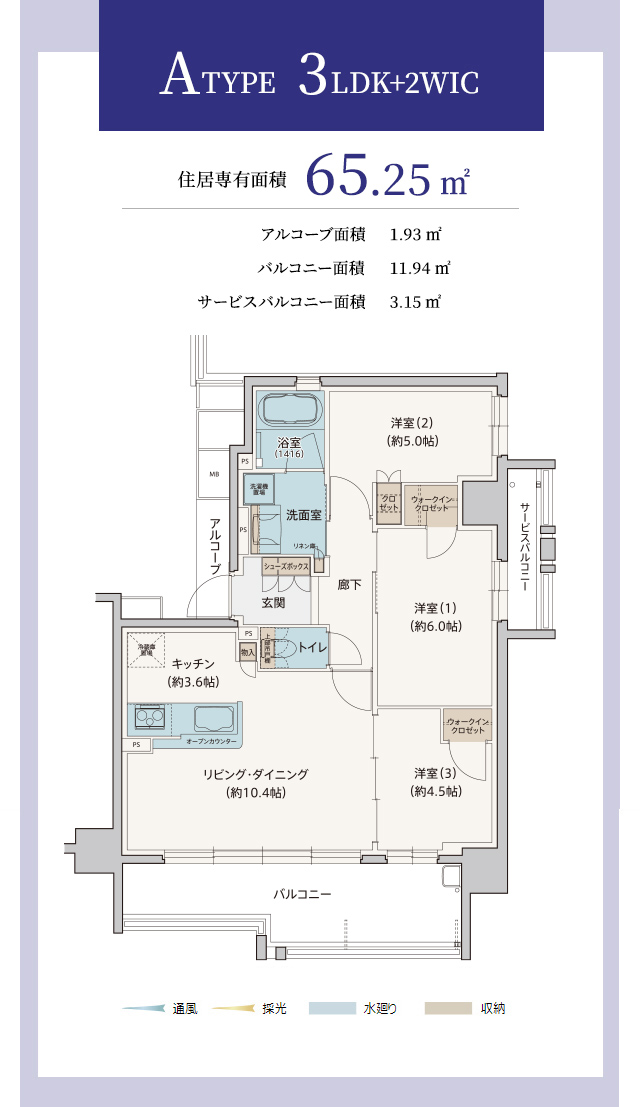 A TYPE 3LDK+2WIC
住居専有面積 65.25㎡
アルコーブ面積 1.93㎡
バルコニー面積 11.94㎡
サービスバルコニー面積 3.15㎡
浴室
(1416)
洋室(2)
(約5.0帖)
PS
MB
洗濯機
置場
クロ
ゼット
ウォークイン
クロゼット
洗面室
PS
アルコーブ
サービスバルコニー
リネン庫
シューズボックス
廊下
玄関
洋室(1)
(約6.0帖)
PS
冷蔵庫
置場
キッチン
(約3.6帖)
物入
上部吊戸棚
トイレ
ウォークイン
クロゼット
オープンカウンター
PS
リビング・ダイニング
(約10.4帖)
洋室(3)
(約4.5帖)
バルコニー
通風 採光 水廻り 収納